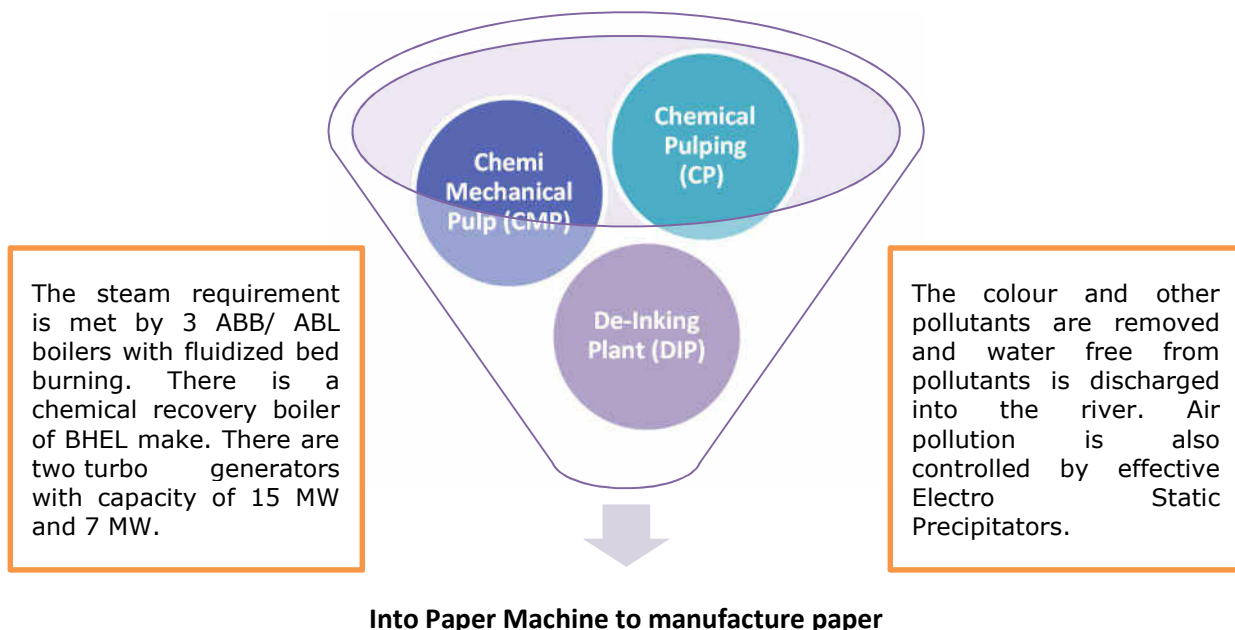 Chemical
Pulping
(CP)
Chemi
Mechanical
Pulp (CMP)
De-Inking
Plant (DIP)
The steam requirement
is met by 3 ABB/ ABL
boilers with fluidized bed
burning. There is a
chemical recovery boiler
of BHEL make. There are
two turbo generators
with capacity of 15 MW
and 7 MW.
The colour and other
pollutants are removed
and water free from
pollutants is discharged
into the river. Air
pollution is also
controlled by effective
Electro Static
Precipitators.
Into Paper Machine to manufacture paper